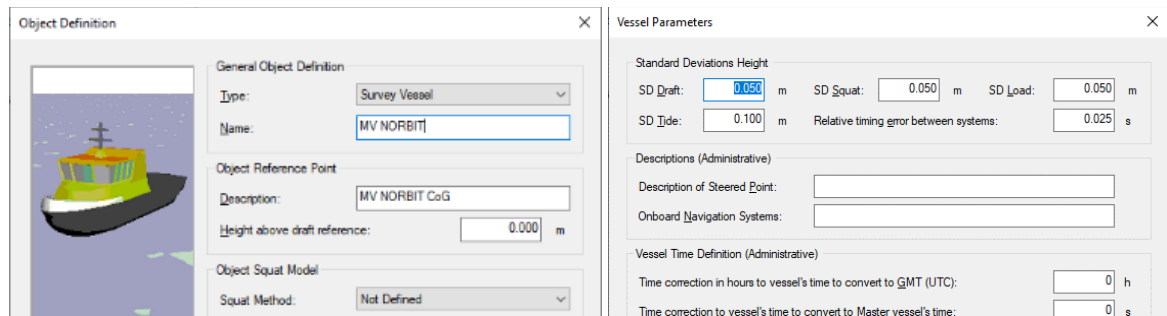 Object Definition
General Object Definition
Type: Survey Vessel
Name: MV NORBIT
Object Reference Point
Description: MV NORBIT CoG
Height above draft reference: 0.000 m
Object Squat Model
Squat Method: Not Defined
Vessel Parameters
Standard Deviations Height
SD Draft: 0.050 m SD Squat: 0.050 m SD Load: 0.050 m
SD Tide: 0.100 m Relative timing error between systems: 0.025 s
Descriptions (Administrative)
Description of Steered Point:
Onboard Navigation Systems:
Vessel Time Definition (Administrative)
Time correction in hours to vessel's time to convert to GMT (UTC): 0 h
Time correction to vessel's time to convert to Master vessel's time: 0 s